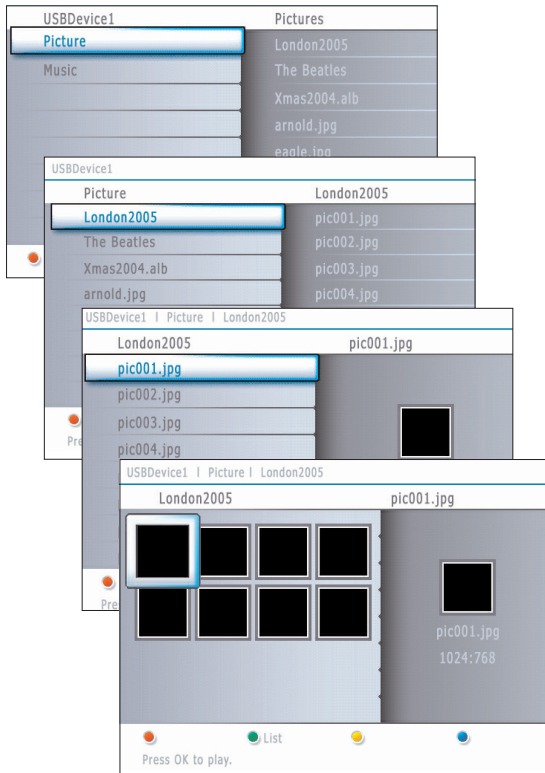 USBDevice1 Pictures
Picture London2005
Music The Beatles
Xmas2004.alb
arnold.jpg
eagle.jpg
USBDevice1
Picture London2005
London2005 pic001.jpg
The Beatles pic002.jpg
Xmas2004.alb pic003.jpg
arnold.jpg pic004.jpg
Pre
USBDevice1 | Picture | London2005
London2005 pic001.jpg
pic001.jpg
pic002.jpg
pic003.jpg
pic004.jpg
Pre
USBDevice1 | Picture | London2005
London2005 pic001.jpg
pic001.jpg
1024:768
List
Press OK to play.